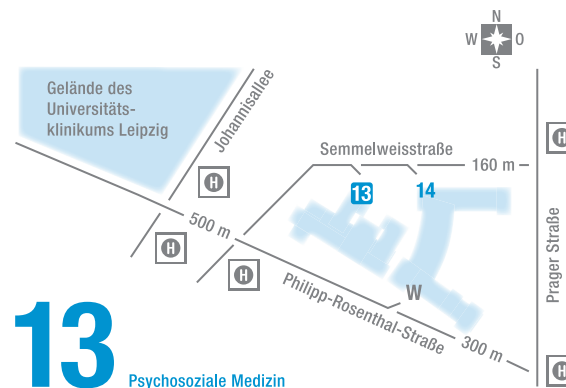 N
W O
S
Gelände des
Universitäts-
klinikums Leipzig
Johannisallee
Semmelweisstraße
160 m
H
H
13
14
500 m
H
H
Prager Straße
W
Philipp-Rosenthal-Straße
300 m
H
13
Psychosoziale Medizin